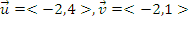 u⃗ =< −2,4 >, v⃗ =< −2,1 >